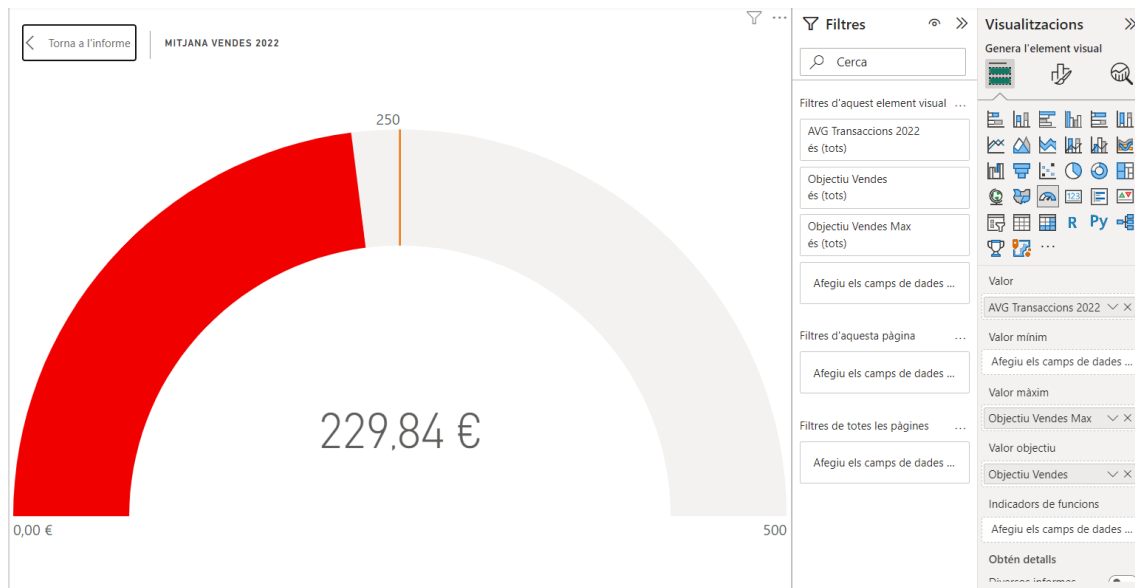 Torna a l'informe
MITJANA VENDES 2022
250
229,84 €
0,00 €
500
Filtres
Cerca
Filtres d'aquest element visual ...
AVG Transaccions 2022
és (tots)
Objectiu Vendes
és (tots)
Objectiu Vendes Max
és (tots)
Afegiu els camps de dades ...
Filtres d'aquesta pàgina ...
Afegiu els camps de dades ...
Filtres de totes les pàgines ...
Afegiu els camps de dades ...
Visualitzacions
Genera l'element visual
123
R Py
...
Valor
AVG Transaccions 2022
Valor mínim
Afegiu els camps de dades ...
Valor màxim
Objectiu Vendes Max
Valor objectiu
Objectiu Vendes
Indicadors de funcions
Afegiu els camps de dades ...
Obtén detalls
Diversos informes